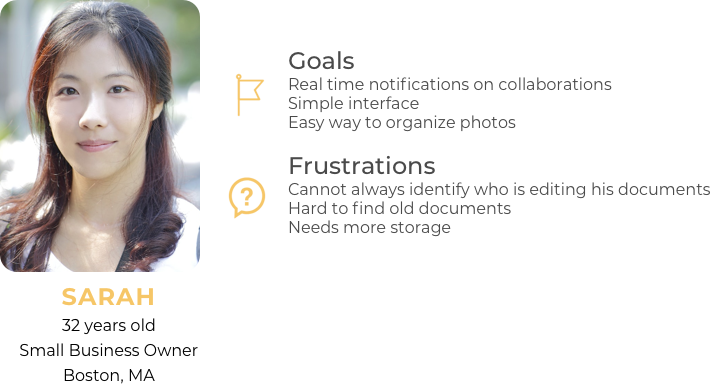 Goals
Real time notifications on collaborations
Simple interface
Easy way to organize photos
Frustrations
Cannot always identify who is editing his documents
Hard to find old documents
Needs more storage
SARAH
32 years old
Small Business Owner
Boston, MA